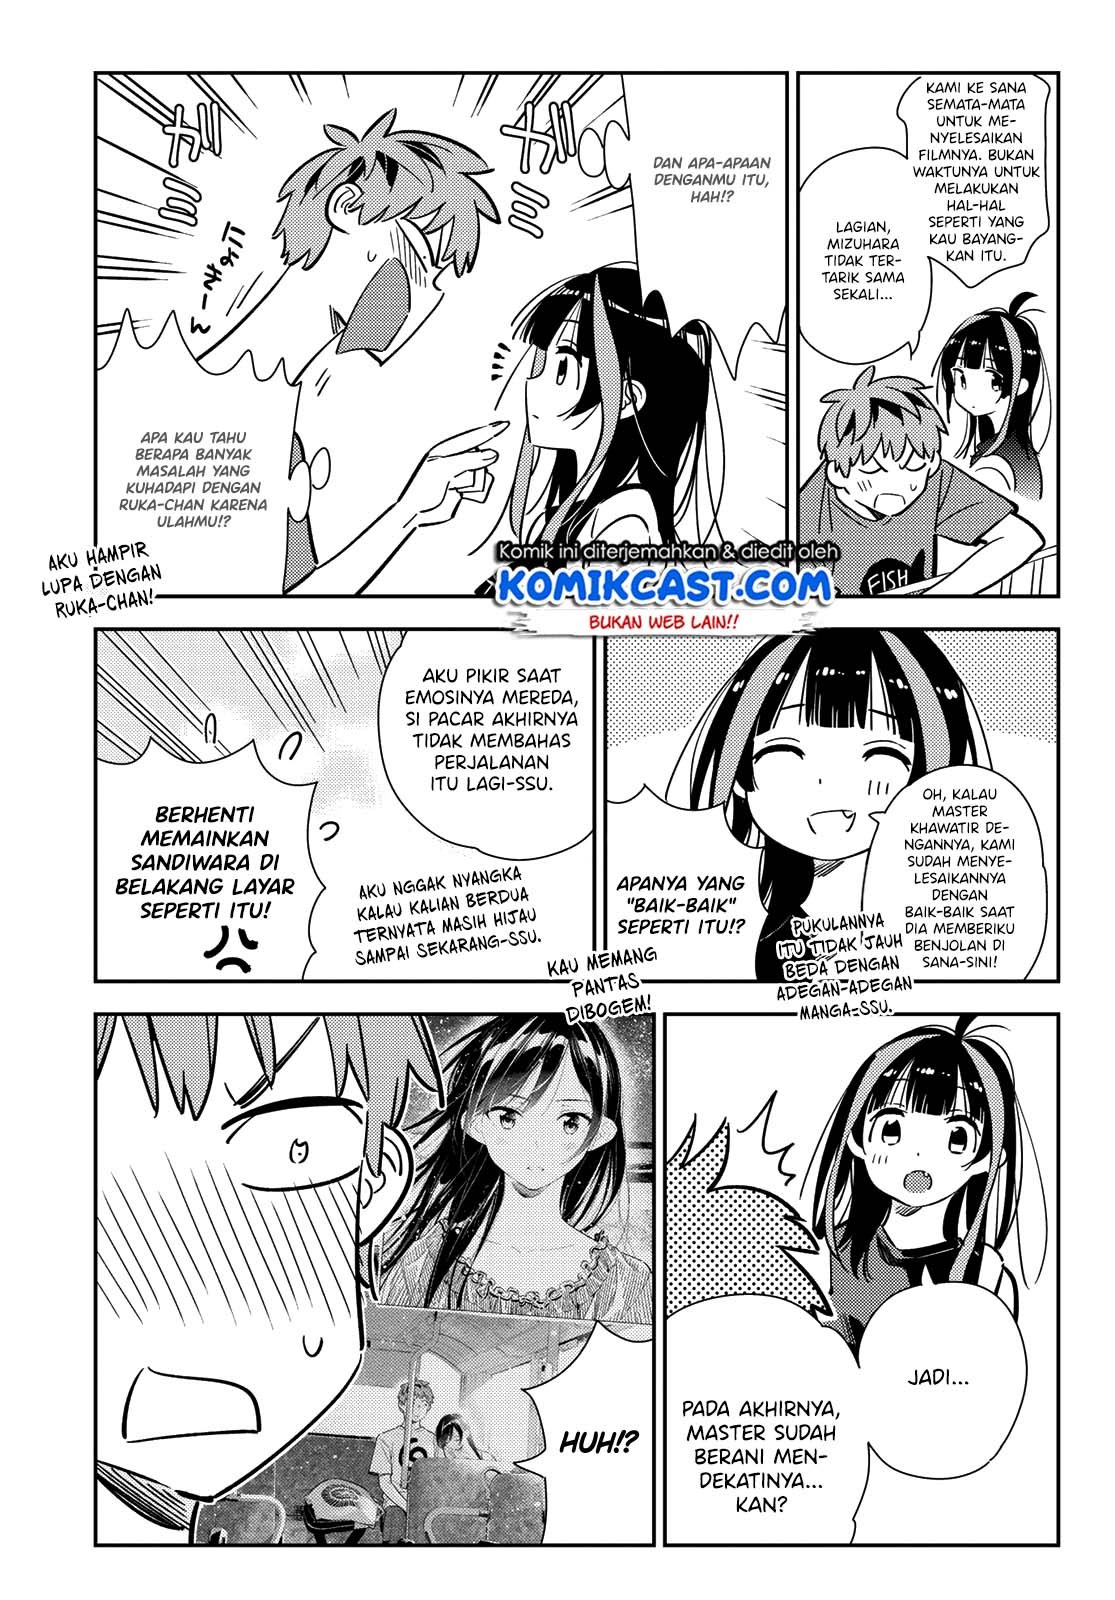 KAMI KE SANA
SEMATA-MATA
UNTUK ME-
NYELESAIKAN
FILMNYA. BUKAN
WAKTUNYA UNTUK
MELAKUKAN
HAL-HAL
SEPERTI YANG
KAU BAYANG-
KAN ITU.
LAGIAN,
MIZUHARA
TIDAK TER-
TARIK SAMA
SEKALI...
FISH
DAN APA-APAAN
DENGANMU ITU,
HAH!?
ガミ
ガミ
APA KAU TAHU
BERAPA BANYAK
MASALAH YANG
KUHADAPI DENGAN
RUKA-CHAN KARENA
ULAHMU!?
AKU HAMPIR
LUPA DENGAN
RUKA-CHAN!
Komik ini diterjemahkan & diedit oleh
KOMIKCAST.COM
BUKAN WEB LAIN!!
OH, KALAU
MASTER
KHAWATIR DE-
NGANNYA, KAMI
SUDAH MENYE-
LESAIKANNYA
DENGAN
BAIK-BAIK SAAT
DIA MEMBERIKU
BENJOLAN DI
SANA-SINI!
PUKULANNYA
ITU TIDAK JAUH
BEDA DENGAN
ADEGAN-ADEGAN
MANGA-SSU.
APANYA YANG
"BAIK-BAIK"
SEPERTI ITU!?
KAU MEMANG
PANTAS
DIBOGEM!
AKU PIKIR SAAT
EMOSINYA MEREDA,
SI PACAR AKHIRNYA
TIDAK MEMBAHAS
PERJALANAN
ITU LAGI-SSU.
AKU NGGAK NYANGKA
KALAU KALIAN BERDUA
TERNYATA MASIH HIJAU
SAMPAI SEKARANG-SSU.
BERHENTI
MEMAINKAN
SANDIWARA DI
BELAKANG LAYAR
SEPERTI ITU!
JADI...
PADA AKHIRNYA,
MASTER SUDAH
BERANI MEN-
DEKATINYA...
KAN?
HUH!?